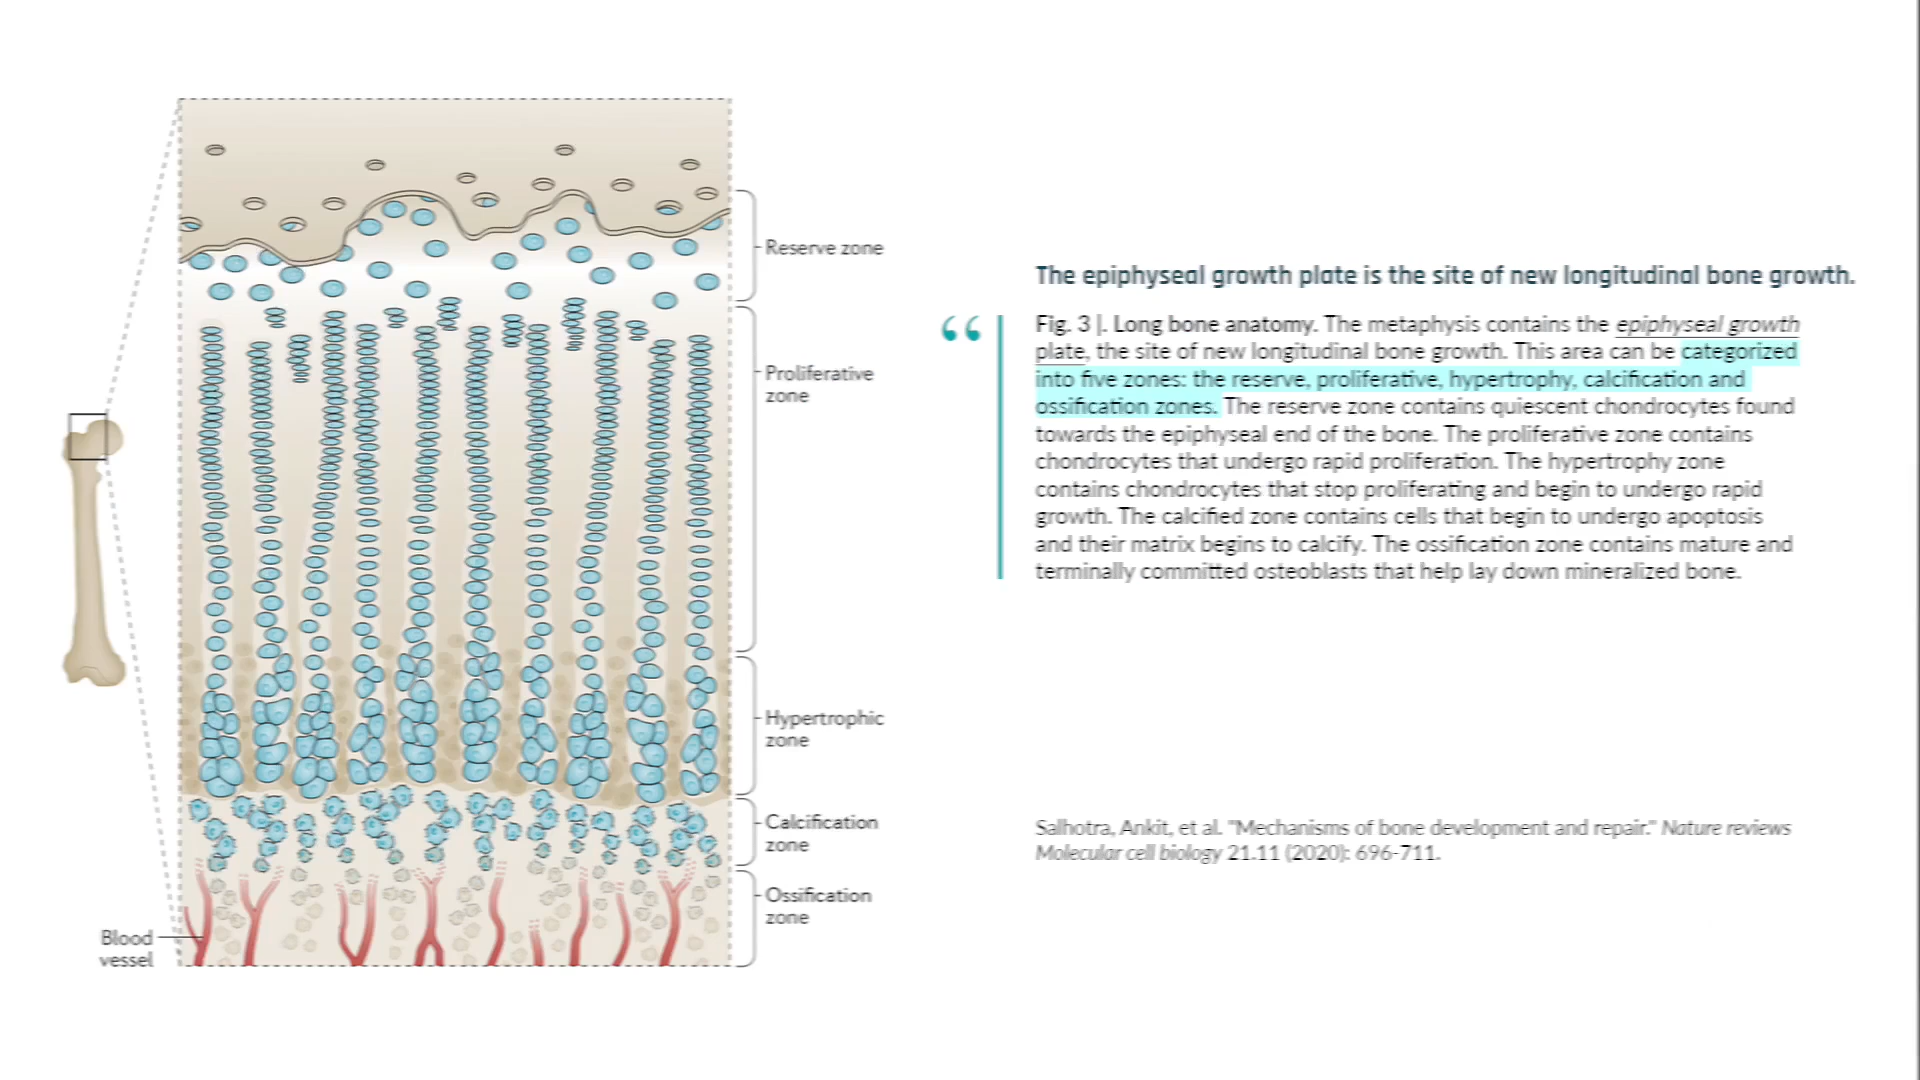 Reserve zone
Proliferative
zone
Hypertrophic
zone
Calcification
zone
Ossification
zone
Blood
vessel
The epiphyseal growth plate is the site of new longitudinal bone growth.
“
Fig. 3 |. Long bone anatomy. The metaphysis contains the epiphyseal growth
plate, the site of new longitudinal bone growth. This area can be categorized
into five zones: the reserve, proliferative, hypertrophy, calcification and
ossification zones. The reserve zone contains quiescent chondrocytes found
towards the epiphyseal end of the bone. The proliferative zone contains
chondrocytes that undergo rapid proliferation. The hypertrophy zone
contains chondrocytes that stop proliferating and begin to undergo rapid
growth. The calcified zone contains cells that begin to undergo apoptosis
and their matrix begins to calcify. The ossification zone contains mature and
terminally committed osteoblasts that help lay down mineralized bone.
Salhotra, Ankit, et al. "Mechanisms of bone development and repair." Nature reviews
Molecular cell biology 21.11 (2020): 696-711.